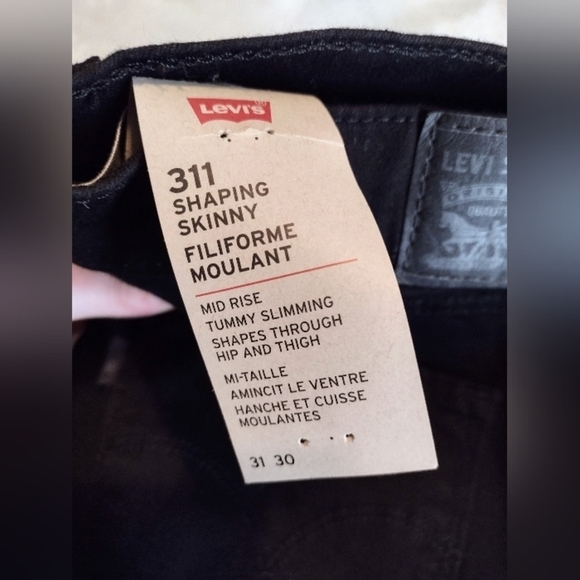 Levi's
311
SHAPING
SKINNY
FILIFORME
MOULANT
MID RISE
TUMMY SLIMMING
SHAPES THROUGH
HIP AND THIGH
MI-TAILLE
AMINCIT LE VENTRE
HANCHE ET CUISSE
MOULANTES
31 30
LEVI S